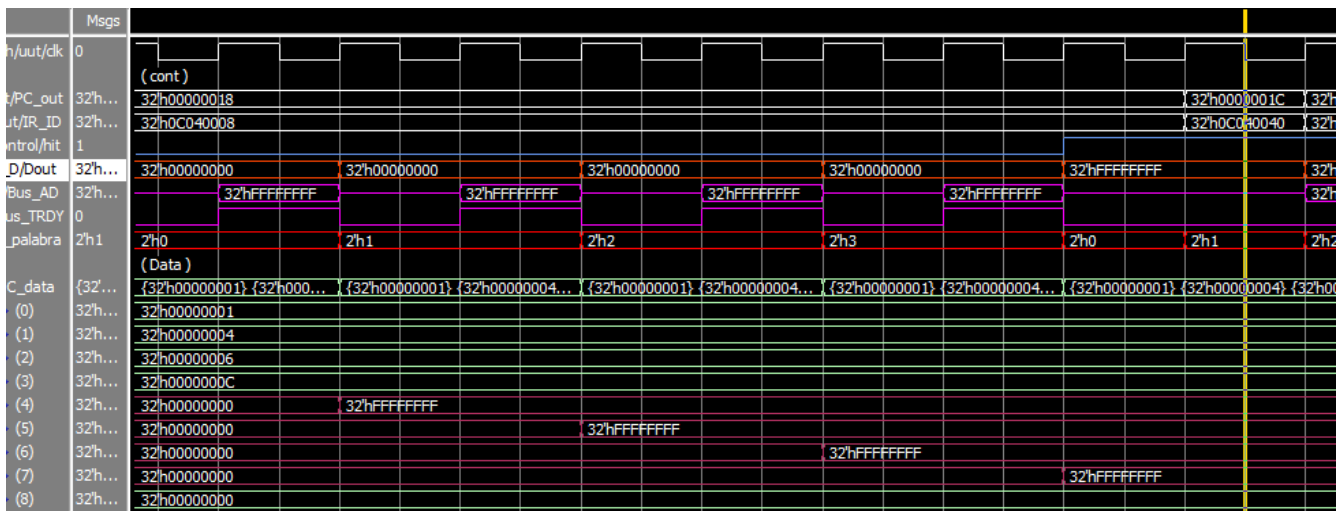 Msgs
h/uut/clk 0
(cont)
t/PC_out 32'h... 32'h00000018 32'h0000001C 32'h
ut/IR_ID 32'h... 32'h0C040008 32'h0C040040 32'h
ntrol/hit 1
_D/Dout 32'h... 32'h00000000 32'h00000000 32'h00000000 32'h00000000 32'hFFFFFFFF 32'h
/Bus_AD 32'h... 32'hFFFFFFFF 32'hFFFFFFFF 32'hFFFFFFFF 32'hFFFFFFFF 32'h
us_TRDY 0
_palabra 2'h1 2'h0 2'h1 2'h2 2'h3 2'h0 2'h1 2'h2
(Data)
C_data {32'... {32'h00000001} {32'h000... {32'h00000001} {32'h00000004... {32'h00000001} {32'h00000004... {32'h00000001} {32'h00000004... {32'h00000001} {32'h00000004} {32'h00
(0) 32'h... 32'h00000001
(1) 32'h... 32'h00000004
(2) 32'h... 32'h00000006
(3) 32'h... 32'h0000000C
(4) 32'h... 32'h00000000 32'hFFFFFFFF
(5) 32'h... 32'h00000000 32'hFFFFFFFF
(6) 32'h... 32'h00000000 32'hFFFFFFFF
(7) 32'h... 32'h00000000 32'hFFFFFFFF
(8) 32'h... 32'h00000000